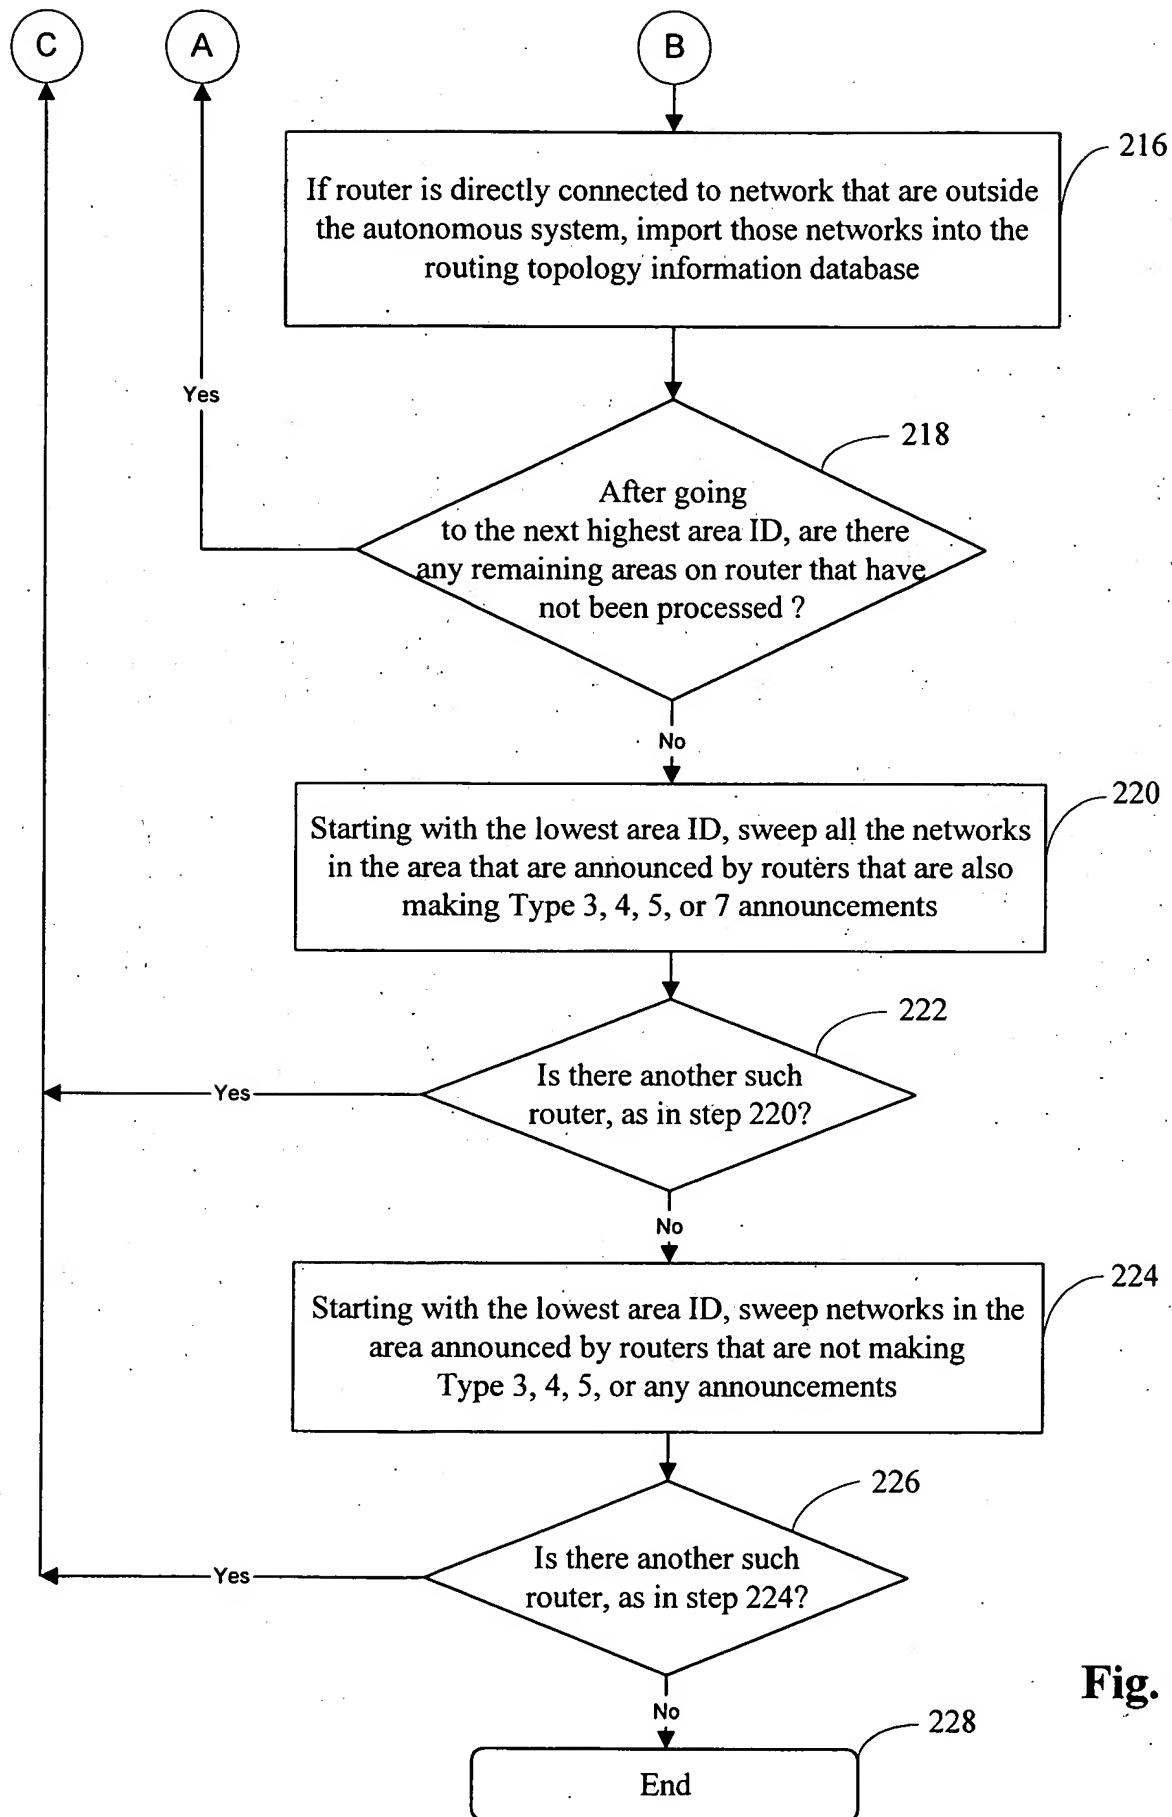 C
A
B
216
If router is directly connected to network that are outside
the autonomous system, import those networks into the
routing topology information database
Yes
218
After going
to the next highest area ID, are there
any remaining areas on router that have
not been processed ?
No
220
Starting with the lowest area ID, sweep all the networks
in the area that are announced by routers that are also
making Type 3, 4, 5, or 7 announcements
222
Is there another such
router, as in step 220?
Yes
No
224
Starting with the lowest area ID, sweep networks in the
area announced by routers that are not making
Type 3, 4, 5, or any announcements
226
Is there another such
router, as in step 224?
Yes
Fig.
No
228
End